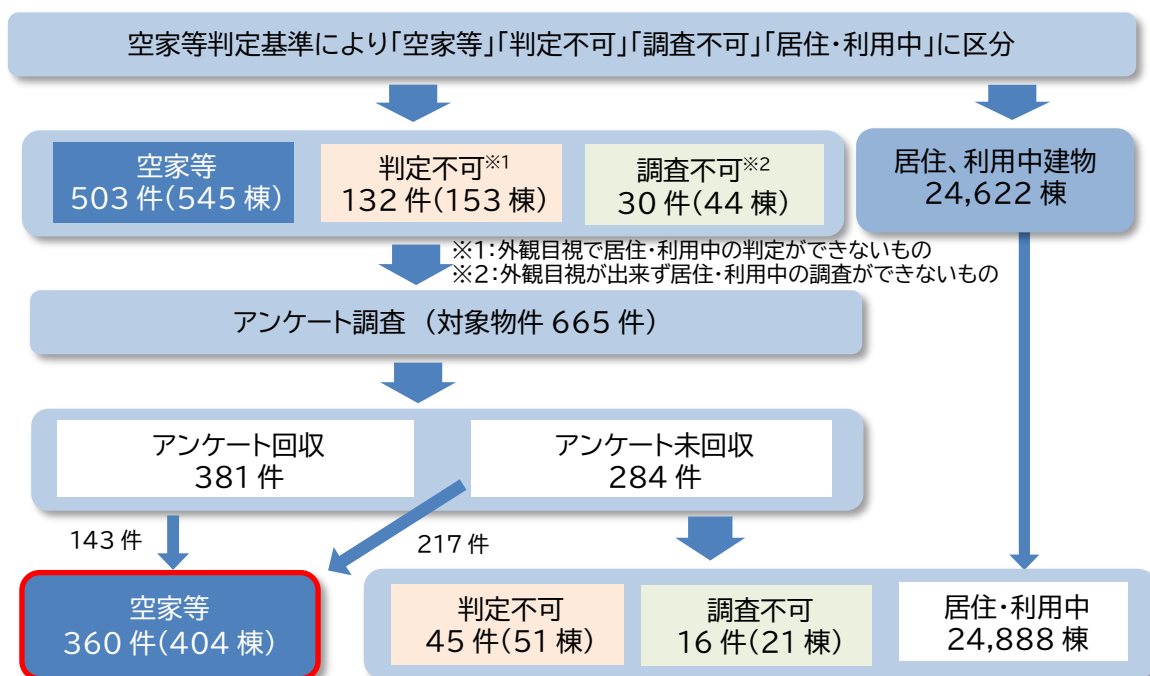 空家等判定基準により「空家等」「判定不可」「調査不可」「居住・利用中」に区分
空家等
503件(545棟)
判定不可※1
132件(153棟)
調査不可※2
30件(44棟)
居住、利用中建物
24,622棟
※1:外観目視で居住・利用中の判定ができないもの
※2:外観目視が出来ず居住・利用中の調査ができないもの
アンケート調査 (対象物件665件)
アンケート回収
381件
アンケート未回収
284件
143件
217件
空家等
360件(404棟)
判定不可
45件(51棟)
調査不可
16件(21棟)
居住・利用中
24,888棟